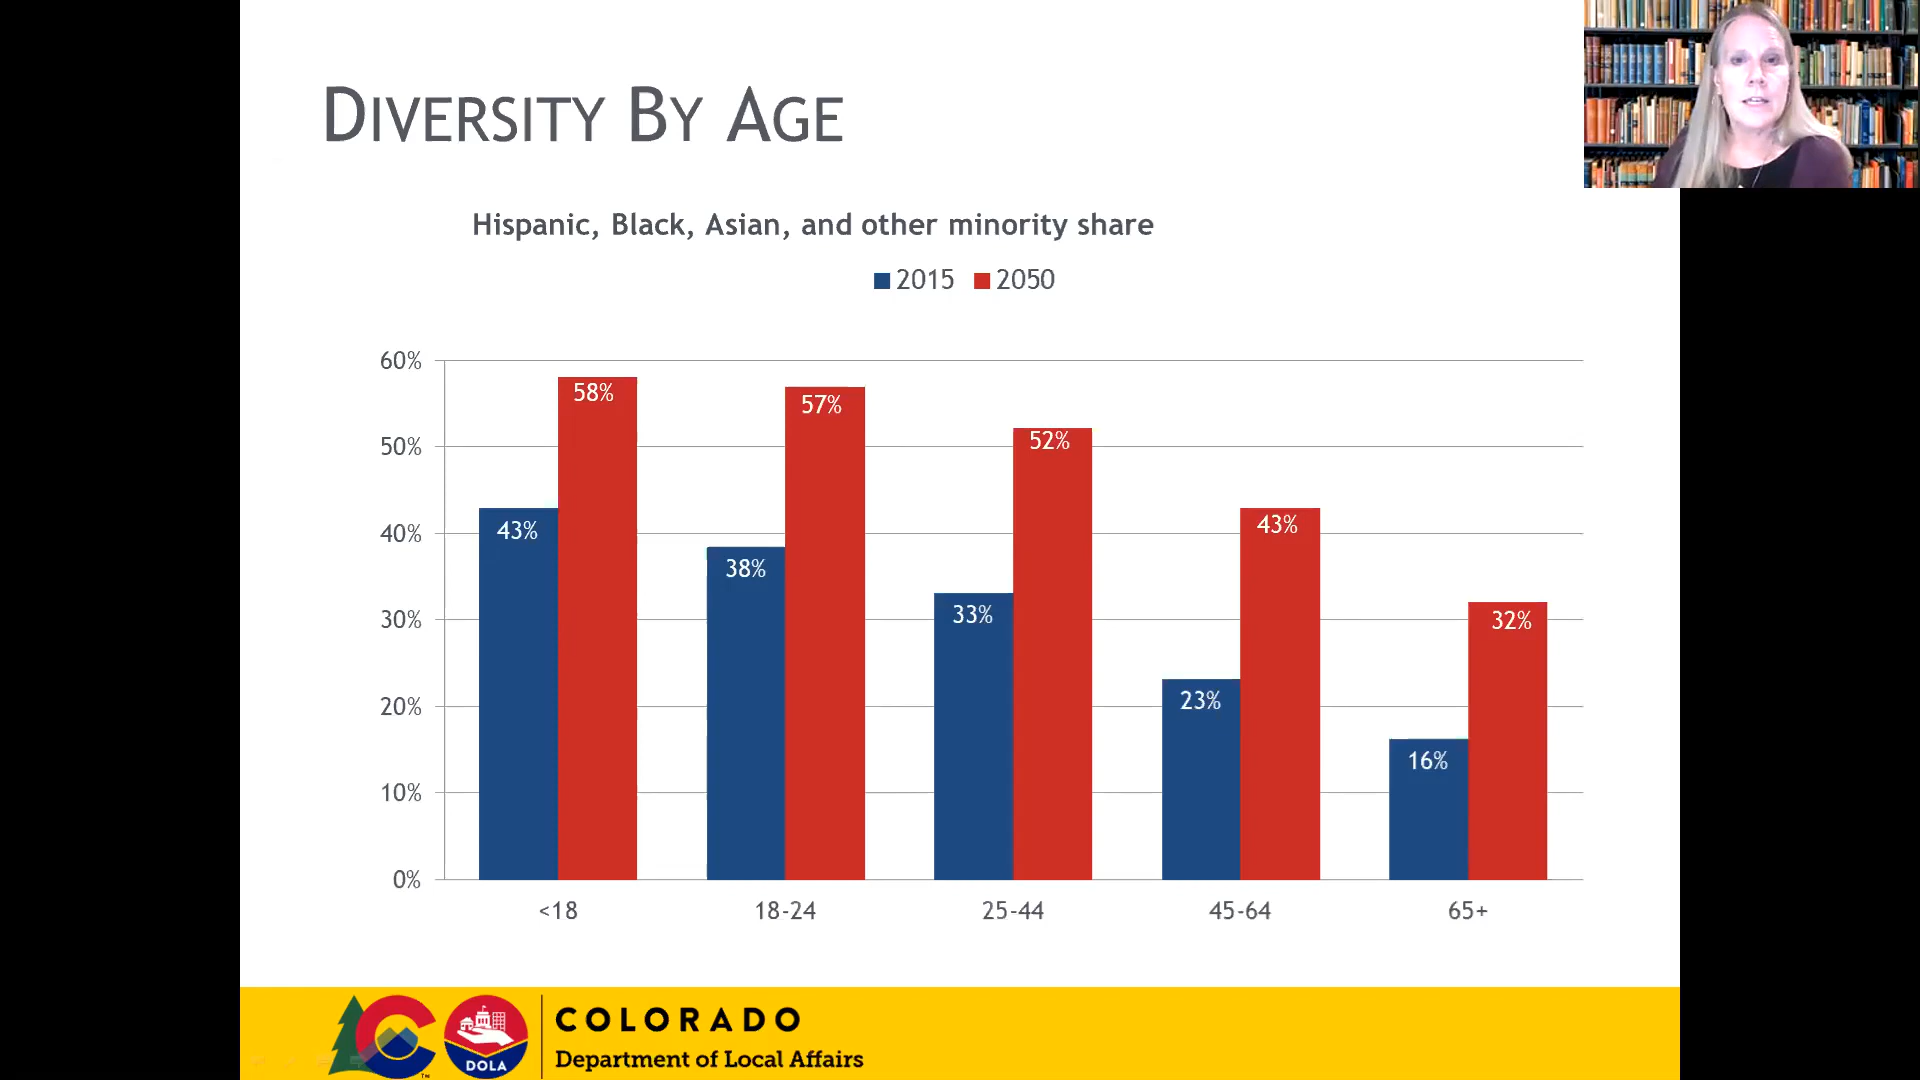 DIVERSITY BY AGE
Hispanic, Black, Asian, and other minority share
2015 2050
60%
50%
40%
30%
20%
10%
0%
43% 58%
38% 57%
33% 52%
23% 43%
16% 32%
<18 18-24 25-44 45-64 65+
DOLA
TM
COLORADO
Department of Local Affairs